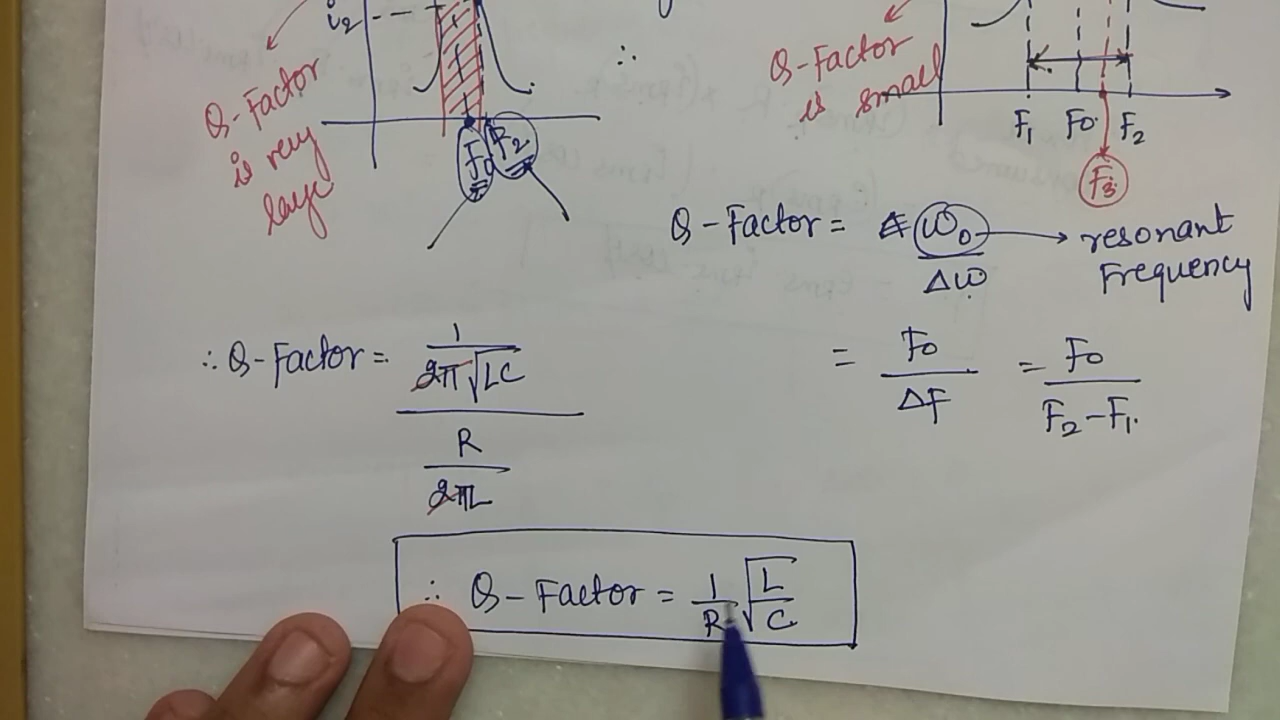 i2
Q-Factor
is very
large
F0 F2
∴
Q-Factor
is small
F1 F0 F2
F3
Q-Factor = ω0 / Δω → resonant
Frequency
= F0 / ΔF = F0 / F2-F1
∴ Q-Factor = 1 / 2π√LC
R / 2πL
∴ Q-Factor = 1/R √L/C